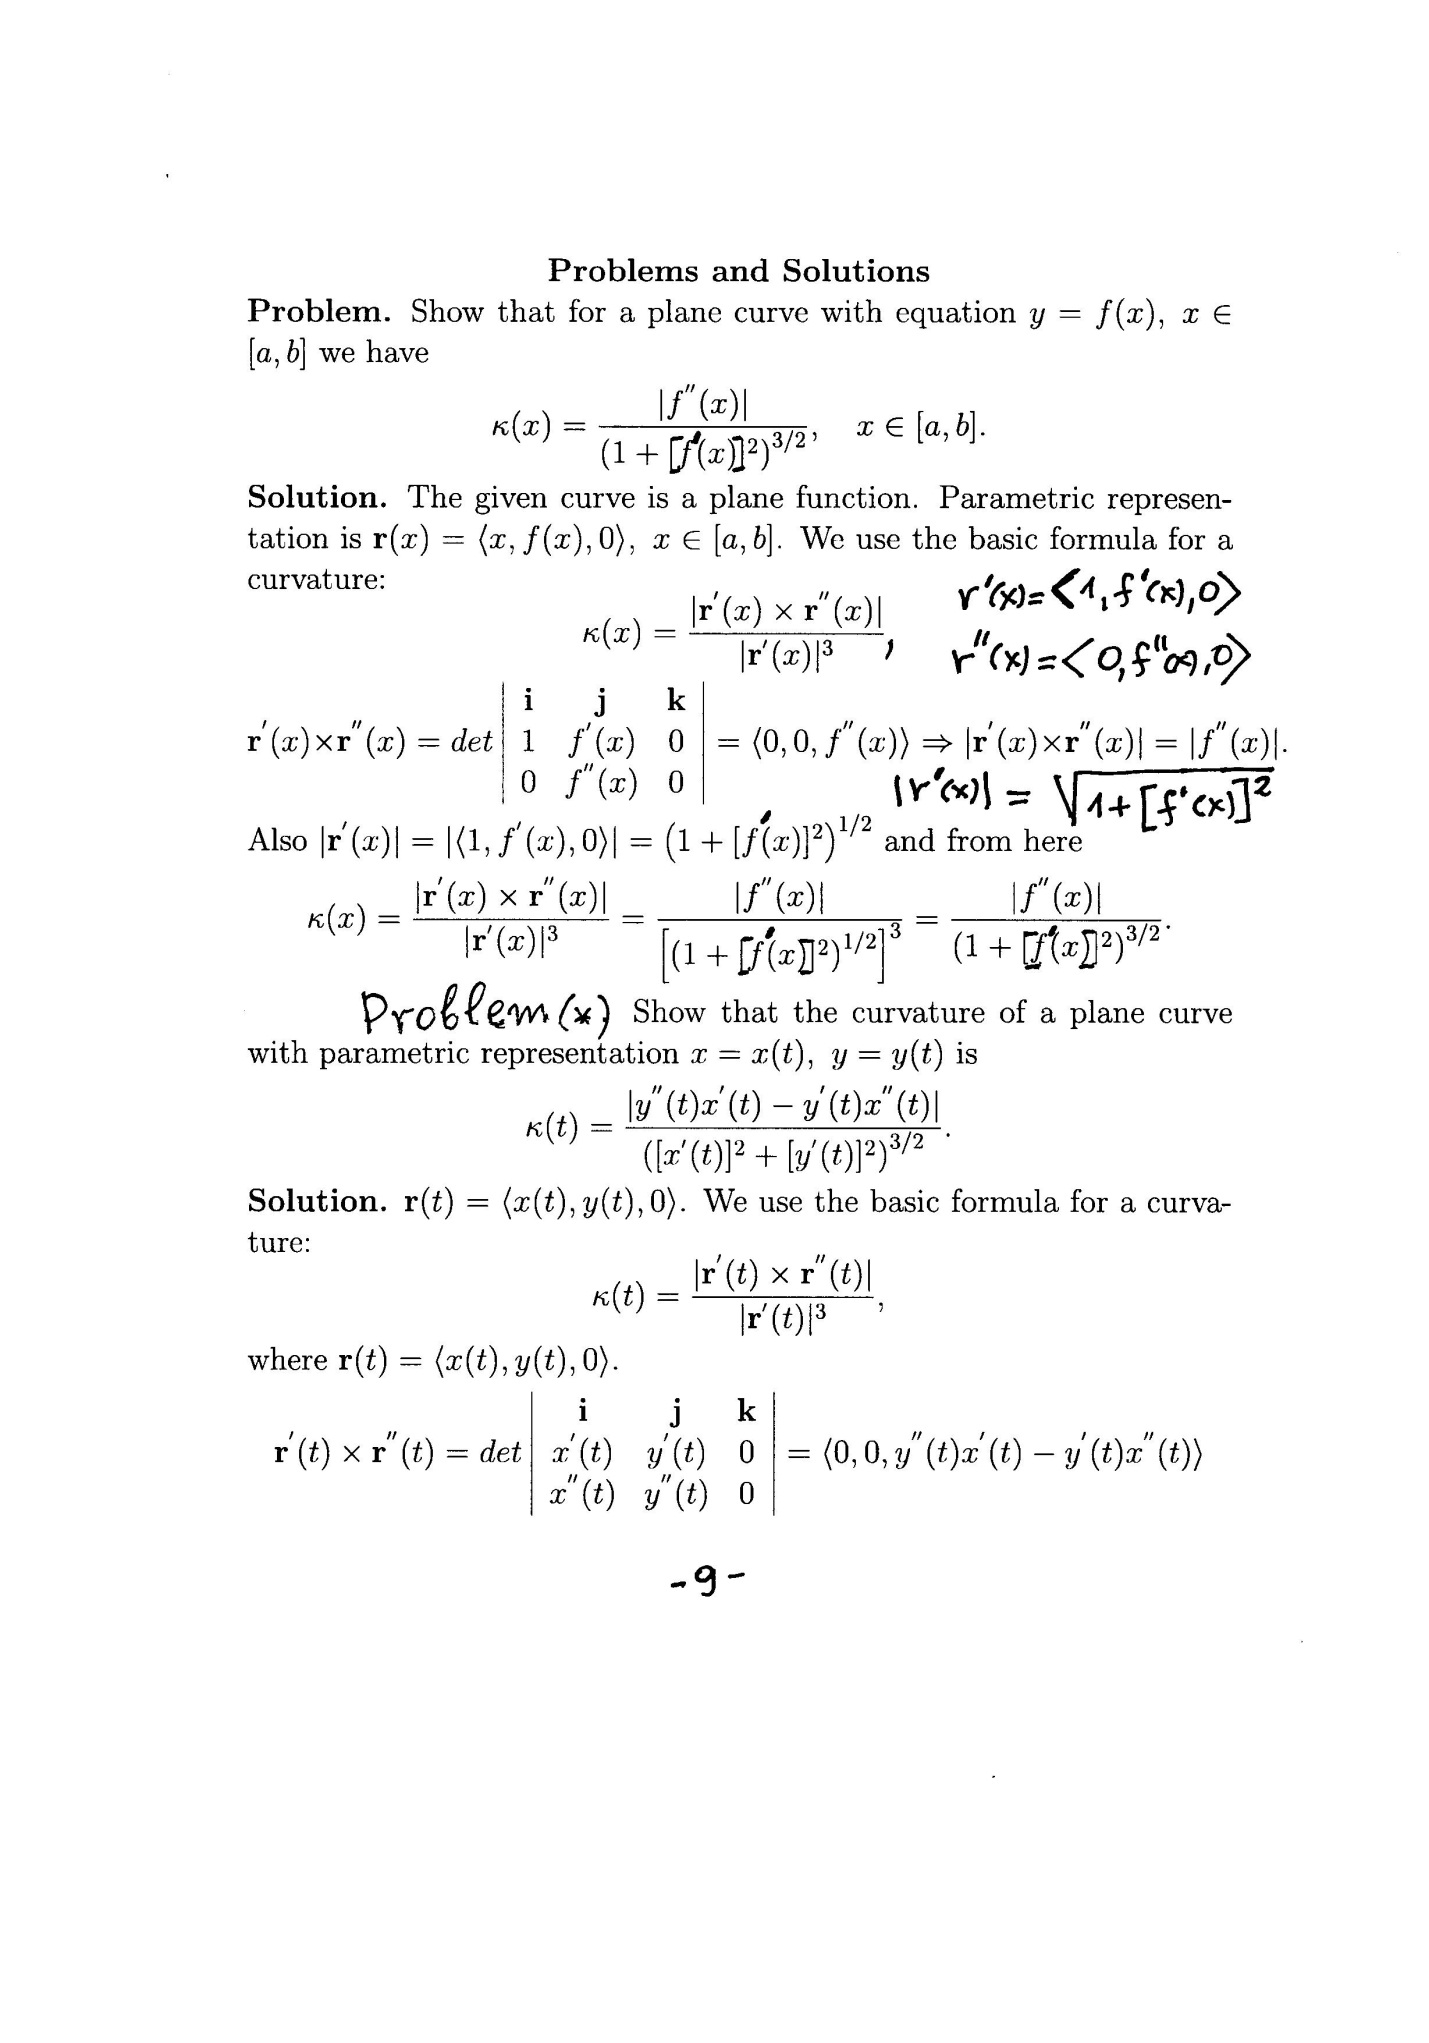 Problems and Solutions
Problem. Show that for a plane curve with equation y = f(x), x ∈
[a, b] we have
κ(x) = |f''(x)| / (1 + [f'(x)]²)^{3/2}, x ∈ [a, b].
Solution. The given curve is a plane function. Parametric represen-
tation is r(x) = ⟨x, f(x), 0⟩, x ∈ [a, b]. We use the basic formula for a
curvature:
r'(x)=<1, f'(x), 0>
κ(x) = |r'(x) × r''(x)| / |r'(x)|³ ,
r''(x)=<0, f''(x), 0>
r'(x)×r''(x) = det | i j k ; 1 f'(x) 0 ; 0 f''(x) 0 | = ⟨0, 0, f''(x)⟩ ⇒ |r'(x)×r''(x)| = |f''(x)|.
|r'(x)| = √(1+[f'(x)]²)
Also |r'(x)| = |⟨1, f'(x), 0⟩| = (1 + [f'(x)]²)^{1/2} and from here
κ(x) = |r'(x) × r''(x)| / |r'(x)|³ = |f''(x)| / [(1 + [f'(x)]²)^{1/2}]³ = |f''(x)| / (1 + [f'(x)]²)^{3/2}.
Problem(*) Show that the curvature of a plane curve
with parametric representation x = x(t), y = y(t) is
κ(t) = |y''(t)x'(t) − y'(t)x''(t)| / ([x'(t)]² + [y'(t)]²)^{3/2}.
Solution. r(t) = ⟨x(t), y(t), 0⟩. We use the basic formula for a curva-
ture:
κ(t) = |r'(t) × r''(t)| / |r'(t)|³,
where r(t) = ⟨x(t), y(t), 0⟩.
r'(t) × r''(t) = det | i j k ; x'(t) y'(t) 0 ; x''(t) y''(t) 0 | = ⟨0, 0, y''(t)x'(t) − y'(t)x''(t)⟩
-9-